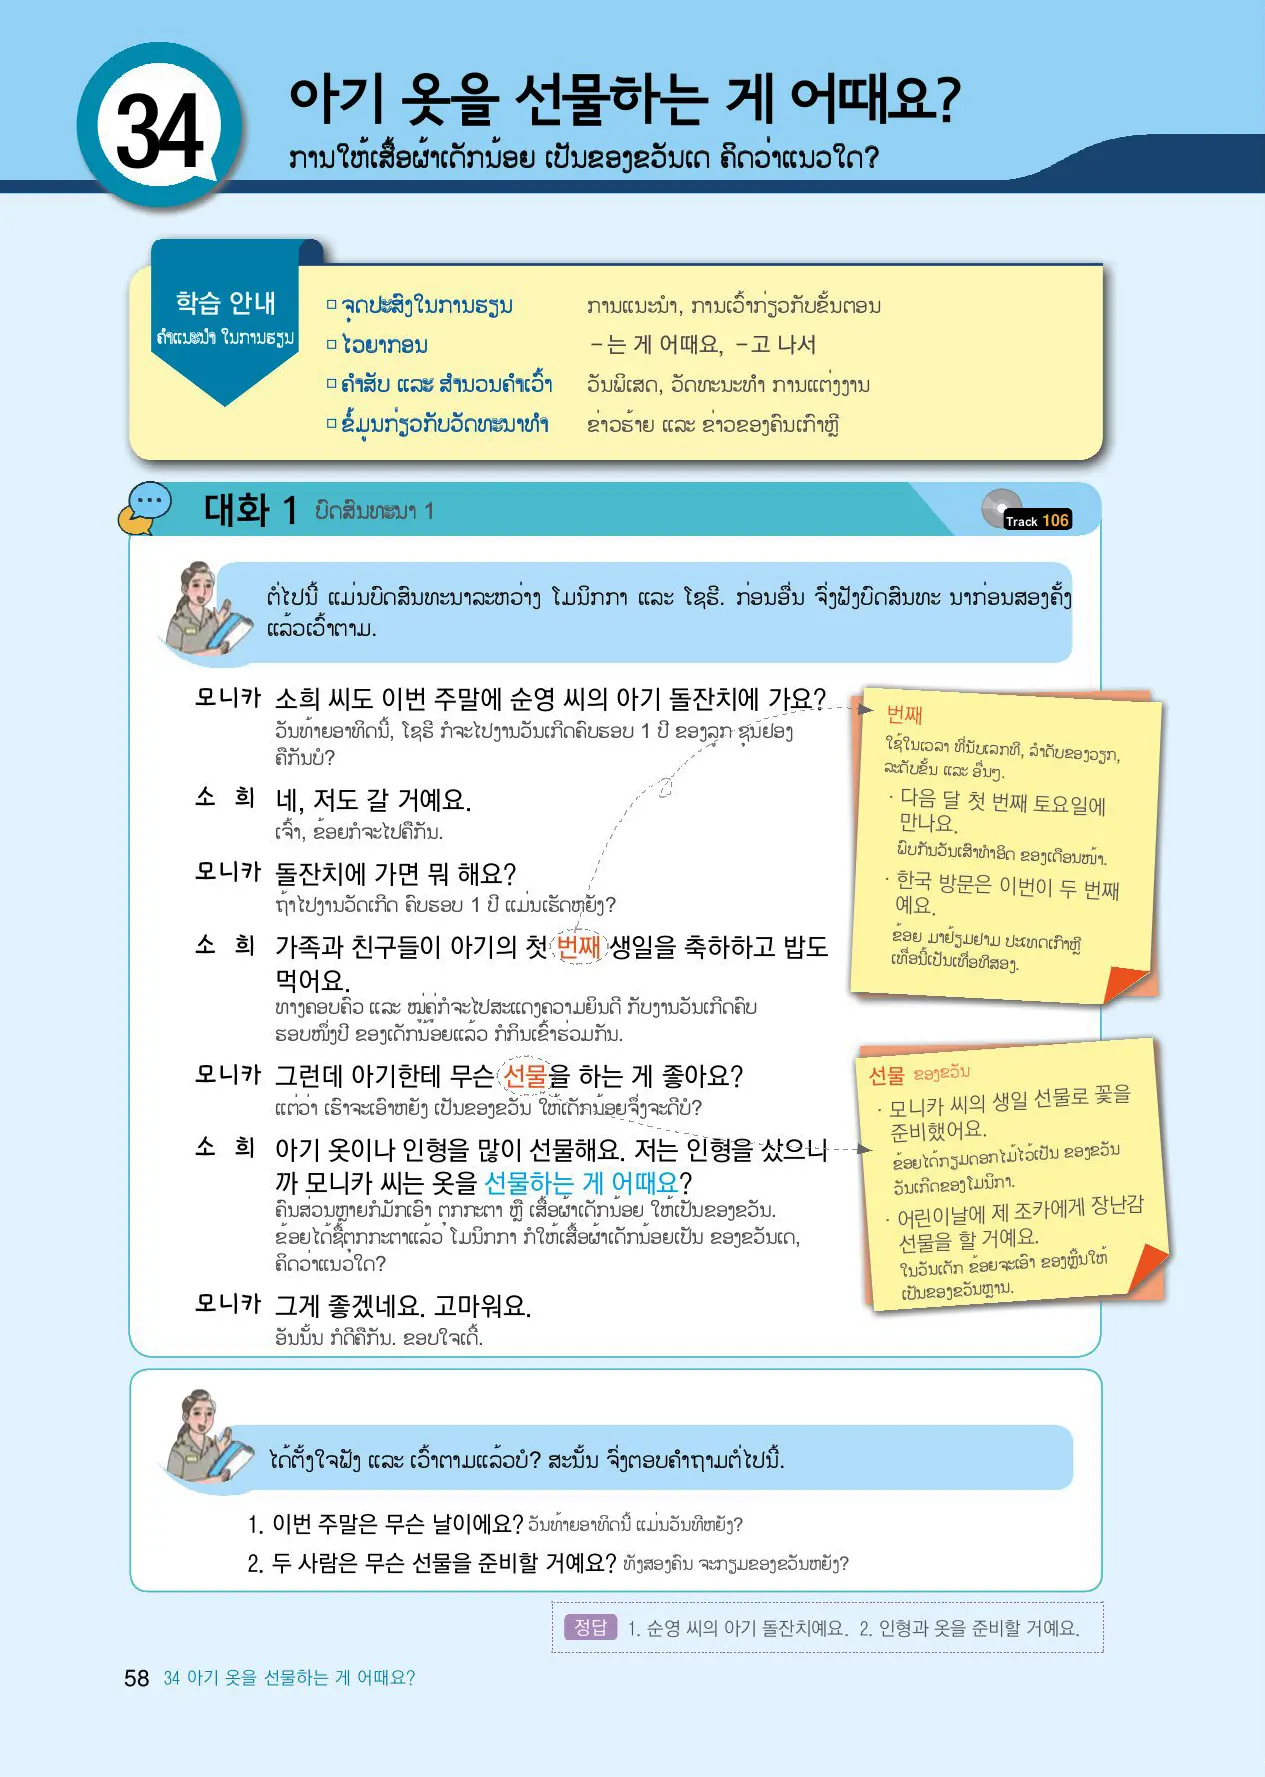 34
아기 옷을 선물하는 게 어때요?
ການໃຫ້ເສື້ອຜ້າເດັກນ້ອຍ ເປັນຂອງຂວັນເດ ຄິດວ່າແນວໃດ?
학습 안내
ຄຳແນະນຳ ໃນການຮຽນ
□ ຈຸດປະສົງໃນການຮຽນ ການແນະນຳ, ການເວົ້າກ່ຽວກັບຂັ້ນຕອນ
□ ໄວຍາກອນ –는 게 어때요, –고 나서
□ ຄຳສັບ ແລະ ສຳນວນຄຳເວົ້າ ວັນພິເສດ, ວັດທະນະທຳ ການແຕ່ງງານ
□ ຂໍ້ມູນກ່ຽວກັບວັດທະນາທຳ ຂ່າວຮ້າຍ ແລະ ຂ່າວຂອງຄົນເກົາຫຼີ
대화 1 ບົດສົນທະນາ 1
Track 106
ຕໍ່ໄປນີ້ ແມ່ນບົດສົນທະນາລະຫວ່າງ ໂມນິກກາ ແລະ ໂຊຮີ. ກ່ອນອື່ນ ຈົ່ງຟັງບົດສົນທະ ນາກ່ອນສອງຄັ້ງ
ແລ້ວເວົ້າຕາມ.
모니카 소희 씨도 이번 주말에 순영 씨의 아기 돌잔치에 가요?
ວັນທ້າຍອາທິດນີ້, ໂຊຮີ ກໍຈະໄປງານວັນເກີດຄົບຮອບ 1 ປີ ຂອງລູກ ຊຸນຢອງ
ຄືກັນບໍ?
소 희 네, 저도 갈 거예요.
ເຈົ້າ, ຂ້ອຍກໍຈະໄປຄືກັນ.
모니카 돌잔치에 가면 뭐 해요?
ຖ້າໄປງານວັດເກີດ ຄົບຮອບ 1 ປີ ແມ່ນເຮັດຫຍັງ?
소 희 가족과 친구들이 아기의 첫 번째 생일을 축하하고 밥도
먹어요.
ທາງຄອບຄົວ ແລະ ໝູ່ຄູ່ກໍຈະໄປສະແດງຄວາມຍິນດີ ກັບງານວັນເກີດຄົບ
ຮອບໜຶ່ງປີ ຂອງເດັກນ້ອຍແລ້ວ ກໍກິນເຂົ້າຮ່ວມກັນ.
모니카 그런데 아기한테 무슨 선물을 하는 게 좋아요?
ແຕ່ວ່າ ເຮົາຈະເອົາຫຍັງ ເປັນຂອງຂວັນ ໃຫ້ເດັກນ້ອຍຈຶ່ງຈະດີບໍ?
소 희 아기 옷이나 인형을 많이 선물해요. 저는 인형을 샀으니
까 모니카 씨는 옷을 선물하는 게 어때요?
ຄົນສ່ວນຫຼາຍກໍມັກເອົາ ຕຸກກະຕາ ຫຼື ເສື້ອຜ້າເດັກນ້ອຍ ໃຫ້ເປັນຂອງຂວັນ.
ຂ້ອຍໄດ້ຊື້ຕຸກກະຕາແລ້ວ ໂມນິກກາ ກໍໃຫ້ເສື້ອຜ້າເດັກນ້ອຍເປັນ ຂອງຂວັນເດ,
ຄິດວ່າແນວໃດ?
모니카 그게 좋겠네요. 고마워요.
ອັນນັ້ນ ກໍດີຄືກັນ. ຂອບໃຈເດີ້.
번째
ໃຊ້ໃນເວລາ ທີ່ນັບເລກທີ, ລຳດັບຂອງວຽກ,
ລະດັບຂັ້ນ ແລະ ອື່ນໆ.
· 다음 달 첫 번째 토요일에
만나요.
ພົບກັນວັນເສົາທຳອິດ ຂອງເດືອນໜ້າ.
· 한국 방문은 이번이 두 번째
예요.
ຂ້ອຍ ມາຢ້ຽມຢາມ ປະເທດເກົາຫຼີ
ເທື່ອນີ້ເປັນເທື່ອທີສອງ.
선물 ຂອງຂວັນ
· 모니카 씨의 생일 선물로 꽃을
준비했어요.
ຂ້ອຍໄດ້ກຽມດອກໄມ້ໄວ້ເປັນ ຂອງຂວັນ
ວັນເກີດຂອງໂມນິກາ.
· 어린이날에 제 조카에게 장난감
선물을 할 거예요.
ໃນວັນເດັກ ຂ້ອຍຈະເອົາ ຂອງຫຼິ້ນໃຫ້
ເປັນຂອງຂວັນຫຼານ.
ໄດ້ຕັ້ງໃຈຟັງ ແລະ ເວົ້າຕາມແລ້ວບໍ? ສະນັ້ນ ຈົ່ງຕອບຄຳຖາມຕໍ່ໄປນີ້.
1. 이번 주말은 무슨 날이에요? ວັນທ້າຍອາທິດນີ້ ແມ່ນວັນທີຫຍັງ?
2. 두 사람은 무슨 선물을 준비할 거예요? ທັງສອງຄົນ ຈະກຽມຂອງຂວັນຫຍັງ?
정답 1. 순영 씨의 아기 돌잔치예요. 2. 인형과 옷을 준비할 거예요.
58 34 아기 옷을 선물하는 게 어때요?